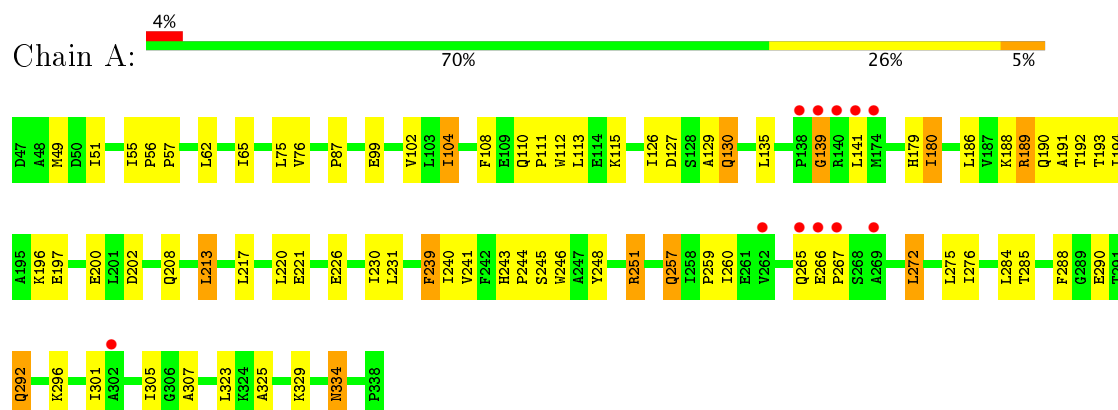 4%
Chain A:
70% 26% 5%
D47 A48 M49 D50 I51 I55 P56 P57 L62 I65 L75 V76 P87 E99 V102 L103 I104 F108 E109 Q110 P111 W112 L113 E114 K115 I126 D127 S128 A129 Q130 L135 P138 G139 R140 L141 M174 H179 I180 L186 V187 K188 R189 Q190 A191 T192 T193
A195 K196 E197 E200 L201 D202 Q208 L213 L217 L220 E221 E226 I230 L231 F239 I240 V241 F242 H243 P244 S245 W246 A247 Y248 R251 Q257 I258 P259 I260 E261 V262 Q265 E266 P267 S268 A269 L272 L275 I276 L284 T285 F288 G289 E290
Q292 K296 I301 A302 I305 G306 A307 L323 K324 A325 K329 N334 P338